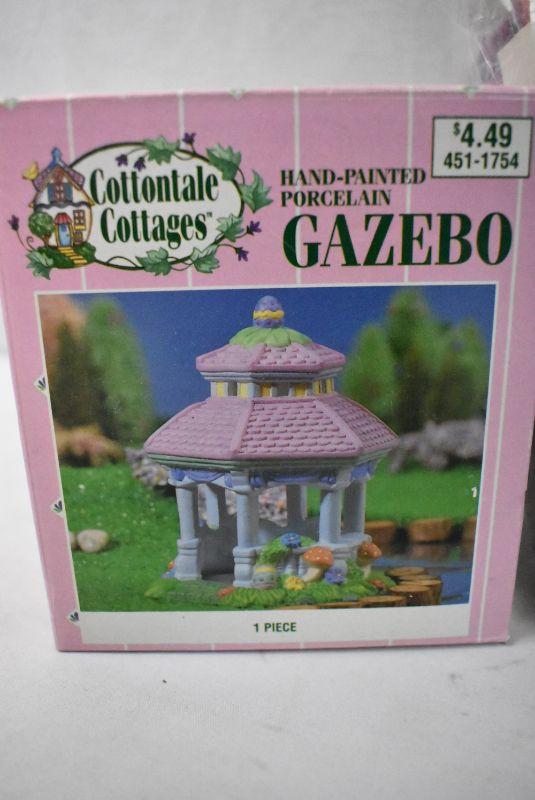 Cottontale
Cottages™
HAND-PAINTED
PORCELAIN
GAZEBO
$4.49
451-1754
1 PIECE